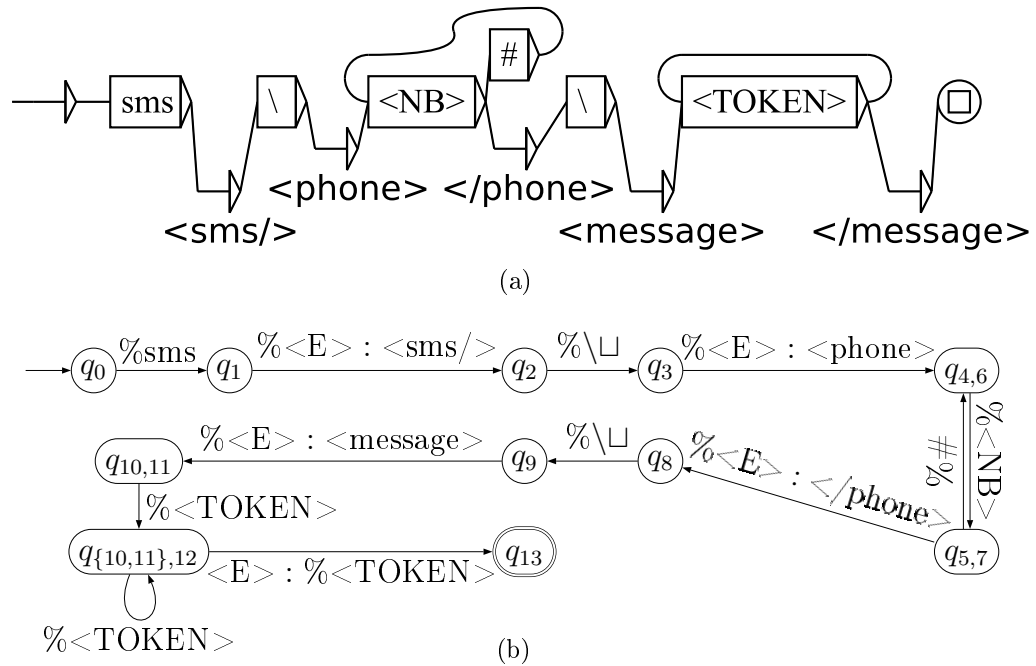 sms \ <NB> # \ <TOKEN>
<phone> </phone>
<sms/> <message> </message>
(a)
%sms %<E> : <sms/> %\⊔ %<E> : <phone>
q0 q1 q2 q3 q4,6
%<E> : <message> %\⊔ %<E> : </phone> #% %<NB>
q10,11 q9 q8
%<TOKEN>
q{10,11},12 q13 q5,7
<E> : %<TOKEN>
%<TOKEN>
(b)